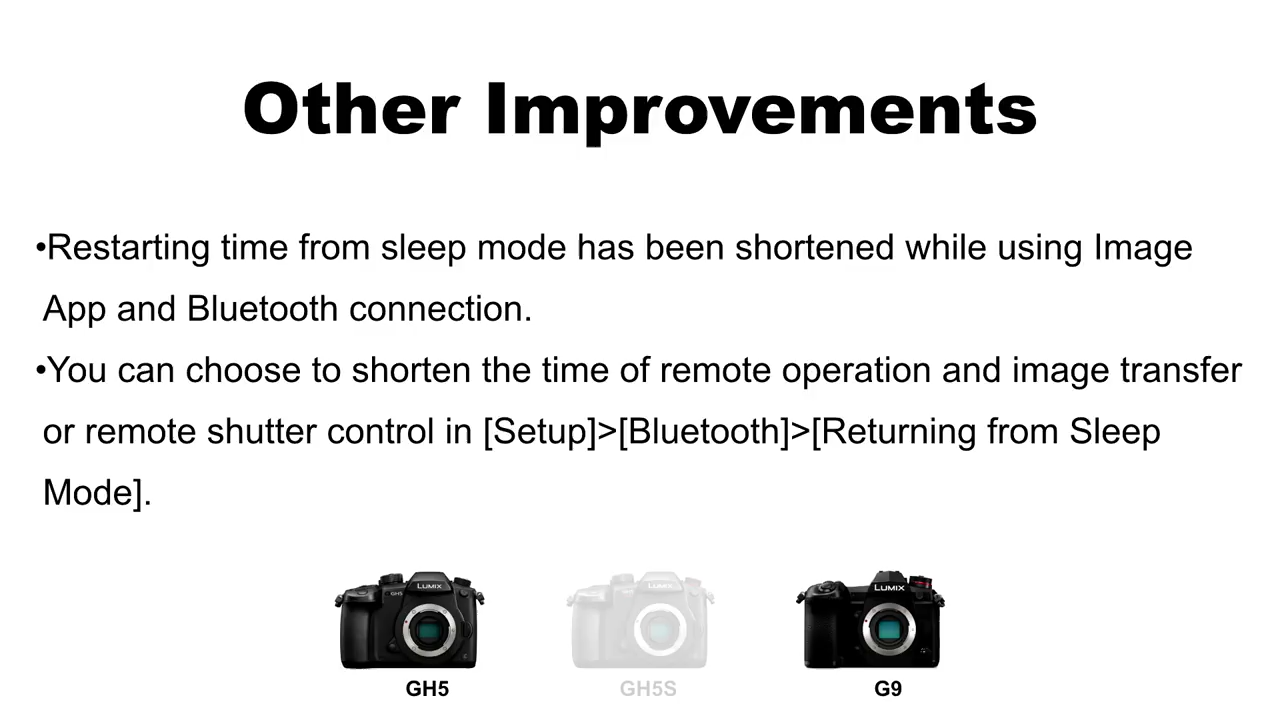 Other Improvements
•Restarting time from sleep mode has been shortened while using Image
App and Bluetooth connection.
•You can choose to shorten the time of remote operation and image transfer
or remote shutter control in [Setup]>[Bluetooth]>[Returning from Sleep
Mode].
LUMIX
GH5
LUMIX
LUMIX
GH5
GH5S
G9